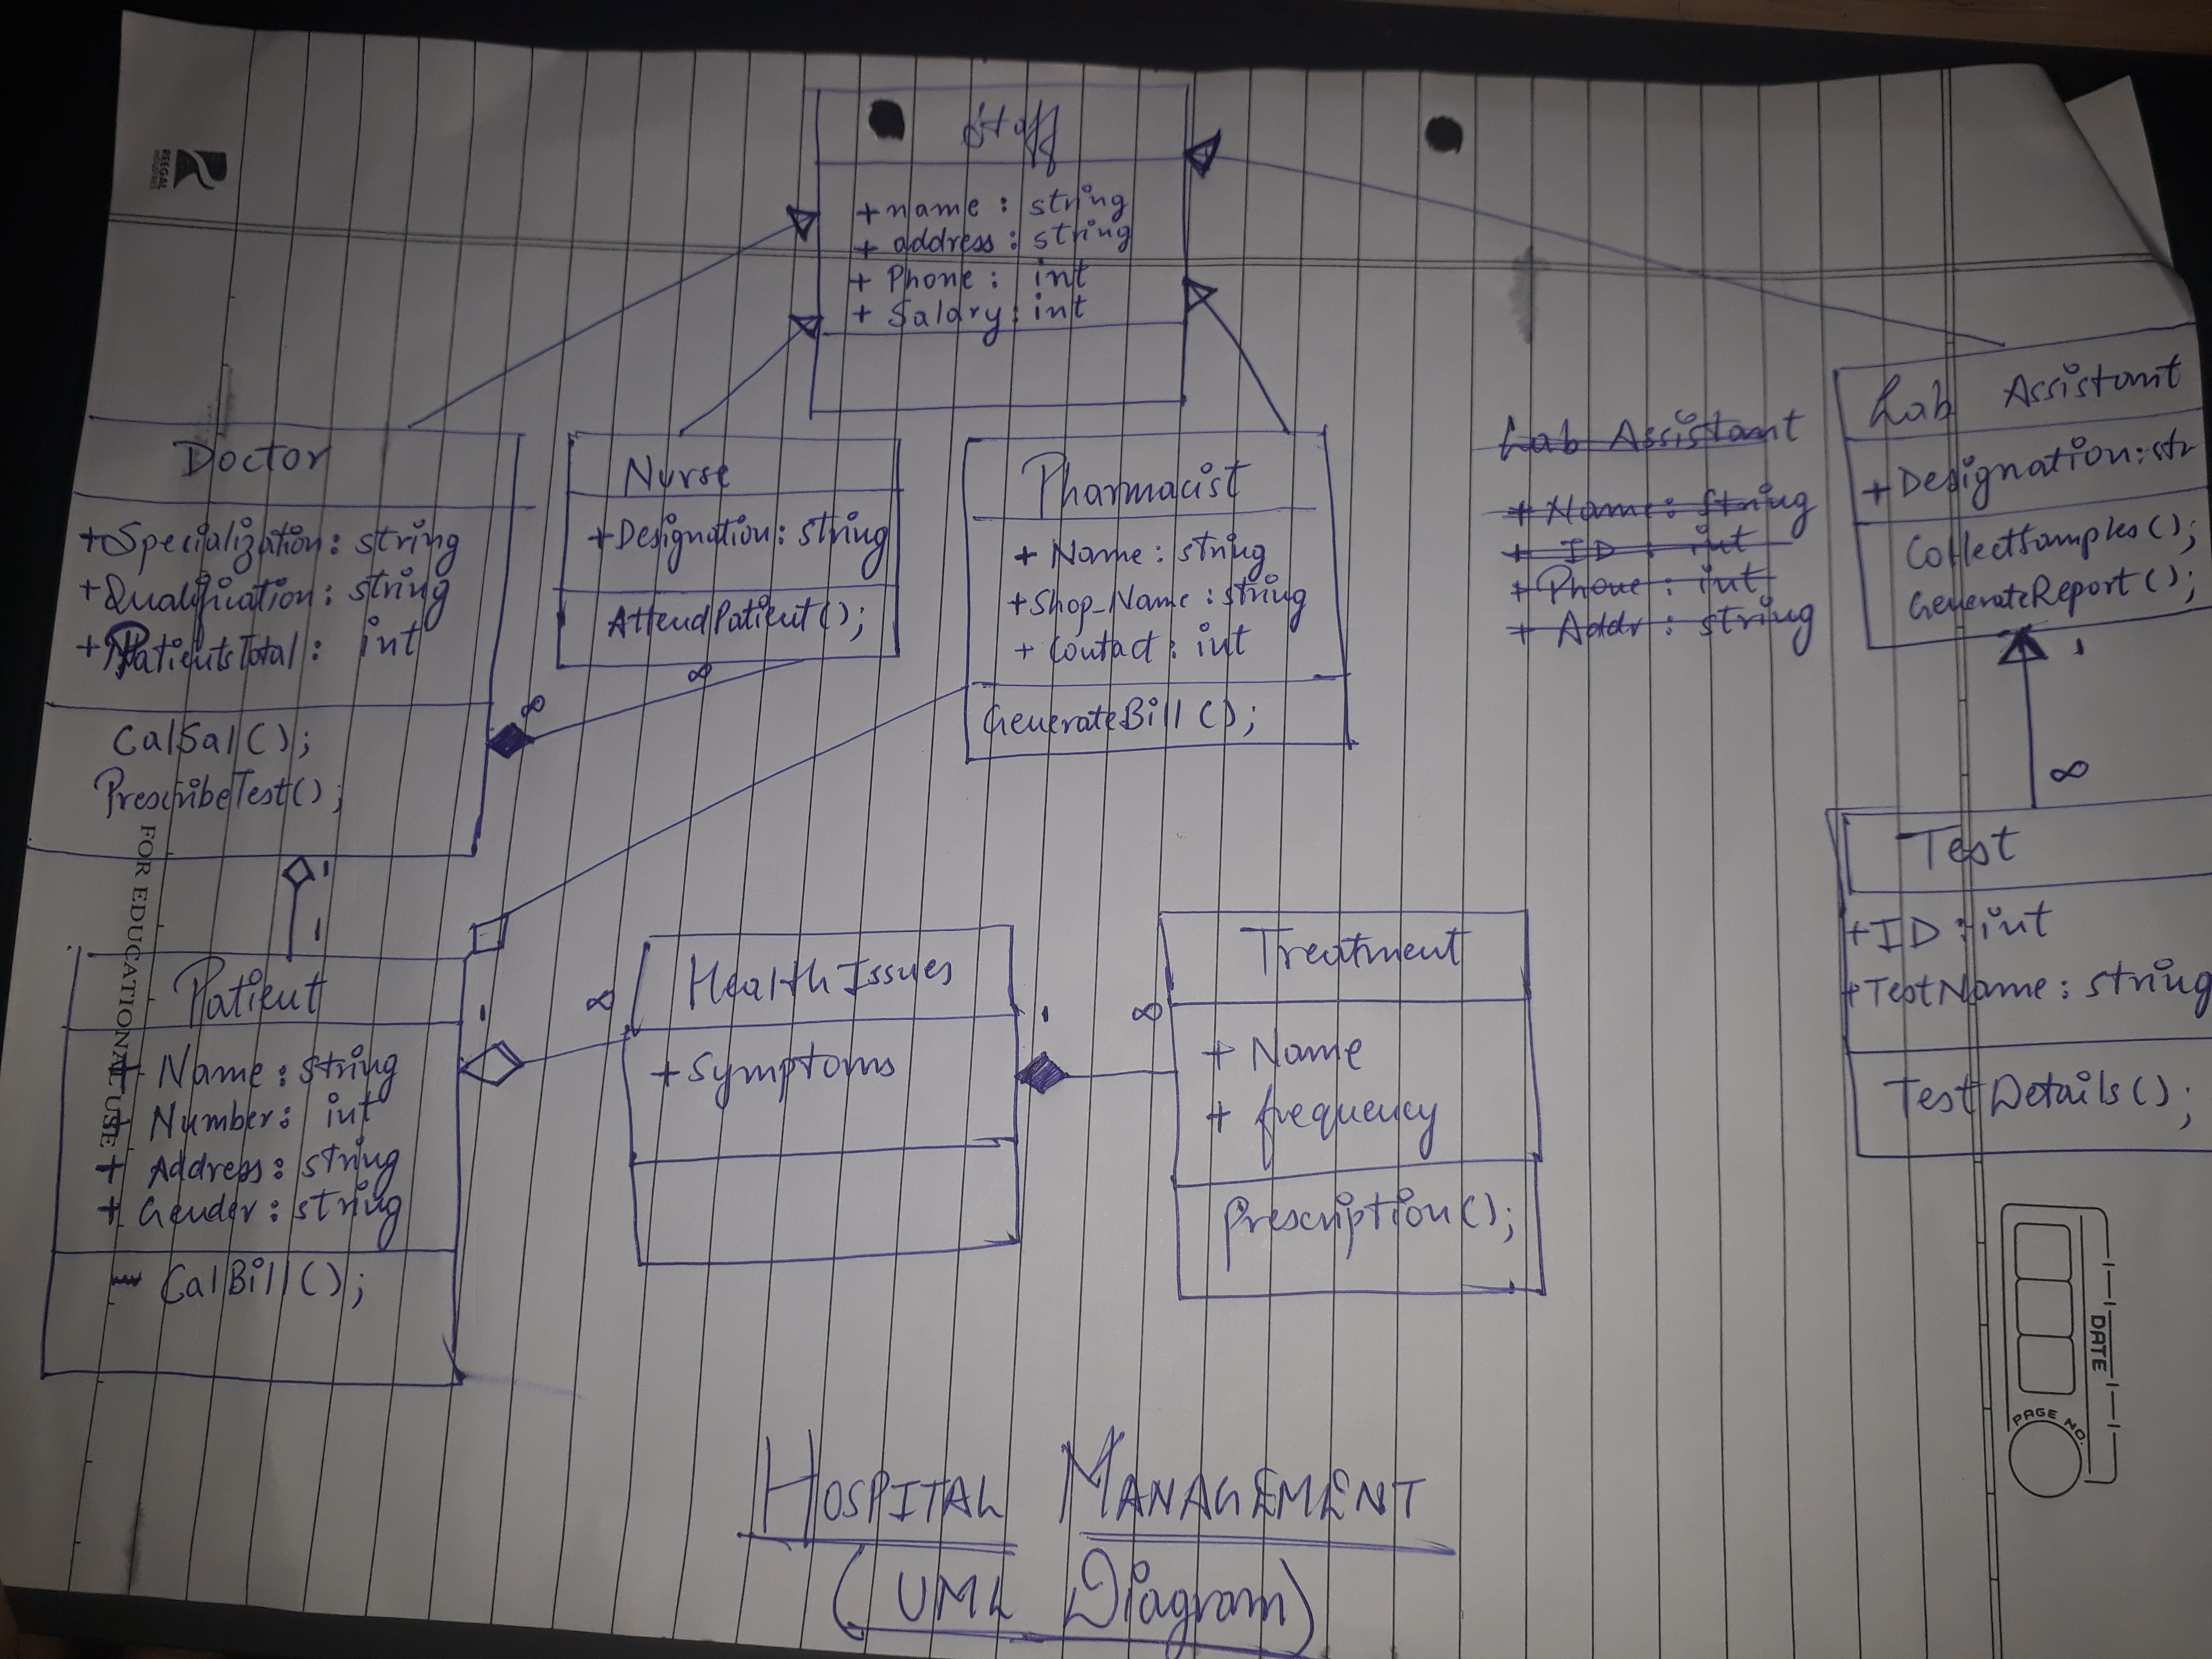 REEGAL
INDUSTRIES
Staff
+ name : string
+ address : string
+ Phone : int
+ Salary : int
Doctor
+Specialization : string
+Qualification : string
+PatientsTotal : int
CalSal();
PrescribeTest();
Nurse
+Designation : string
AttendPatient();
∞
∞
Pharmacist
+ Name : string
+Shop_Name : string
+ Contact : int
GenerateBill();
Lab Assistant
+ Name : string
+ ID : int
+ Phone : int
+ Addr : string
Lab Assistant
+Designation:str
CollectSamples();
GenerateReport();
1
∞
Test
+ID : int
+TestName : string
TestDetails();
1
1
Patient
+ Name : string
+ Number : int
+ Address : string
+ Gender : string
CalBill();
1
∞
HealthIssues
+Symptoms
1
∞
Treatment
+ Name
+ frequency
Prescription();
HOSPITAL MANAGEMENT
(UML Diagram)
FOR EDUCATIONAL USE
DATE
PAGE NO.